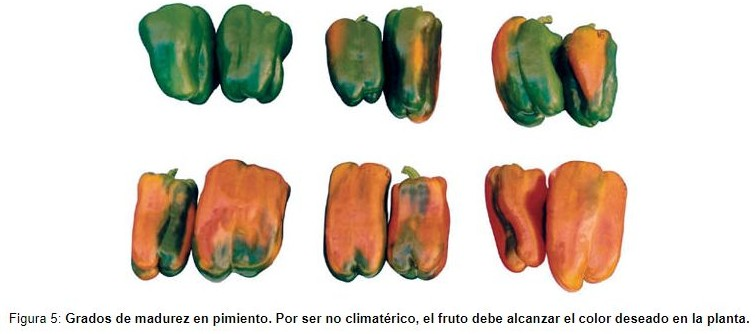 Figura 5: Grados de madurez en pimiento. Por ser no climatérico, el fruto debe alcanzar el color deseado en la planta.